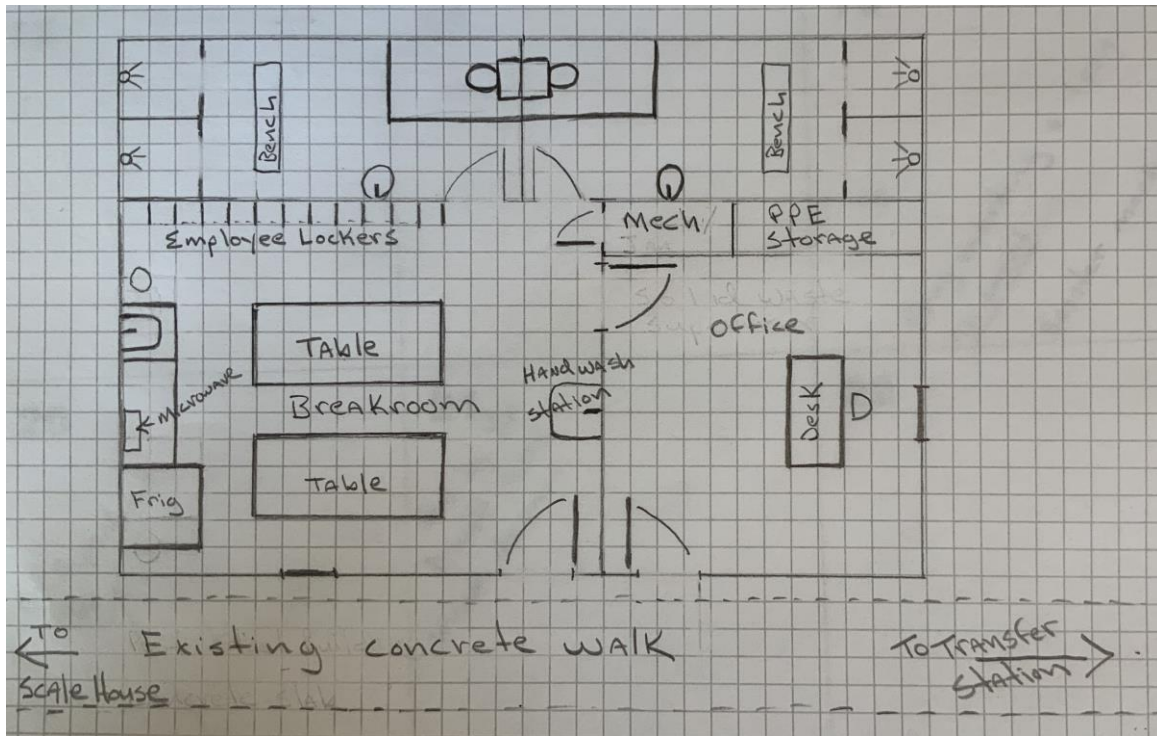 Bench
Bench
Employee Lockers
Mech/
PPE
Storage
Office
Table
Handwash
Station
Microwave
Breakroom
Desk
Table
Frig
To
Scale House
Existing concrete walk
To Transfer
Station